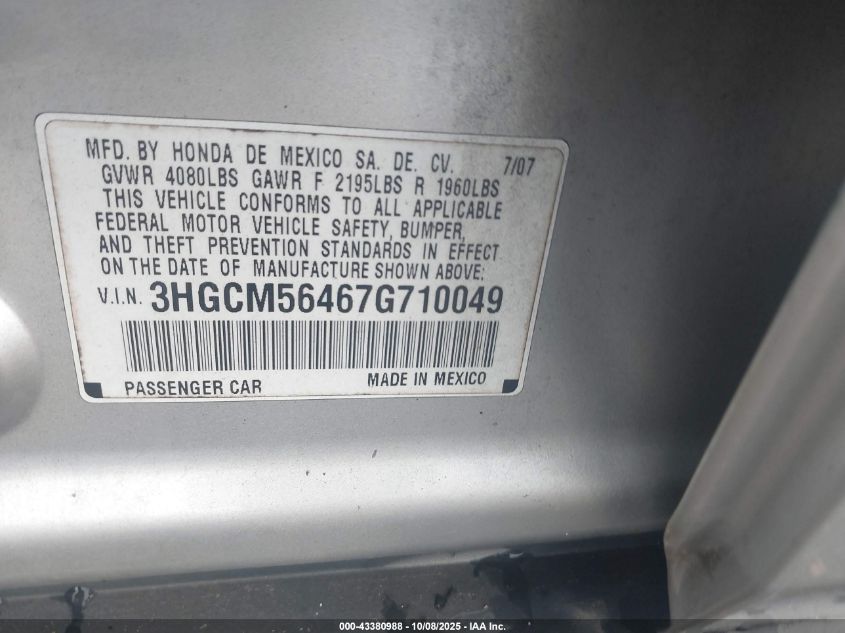 MFD. BY HONDA DE MEXICO SA. DE. CV. 7/07
GVWR 4080LBS GAWR F 2195LBS R 1960LBS
THIS VEHICLE CONFORMS TO ALL APPLICABLE
FEDERAL MOTOR VEHICLE SAFETY, BUMPER,
AND THEFT PREVENTION STANDARDS IN EFFECT
ON THE DATE OF MANUFACTURE SHOWN ABOVE:
V.I.N. 3HGCM56467G710049
PASSENGER CAR MADE IN MEXICO
000-43380988 - 10/08/2025 - IAA Inc.